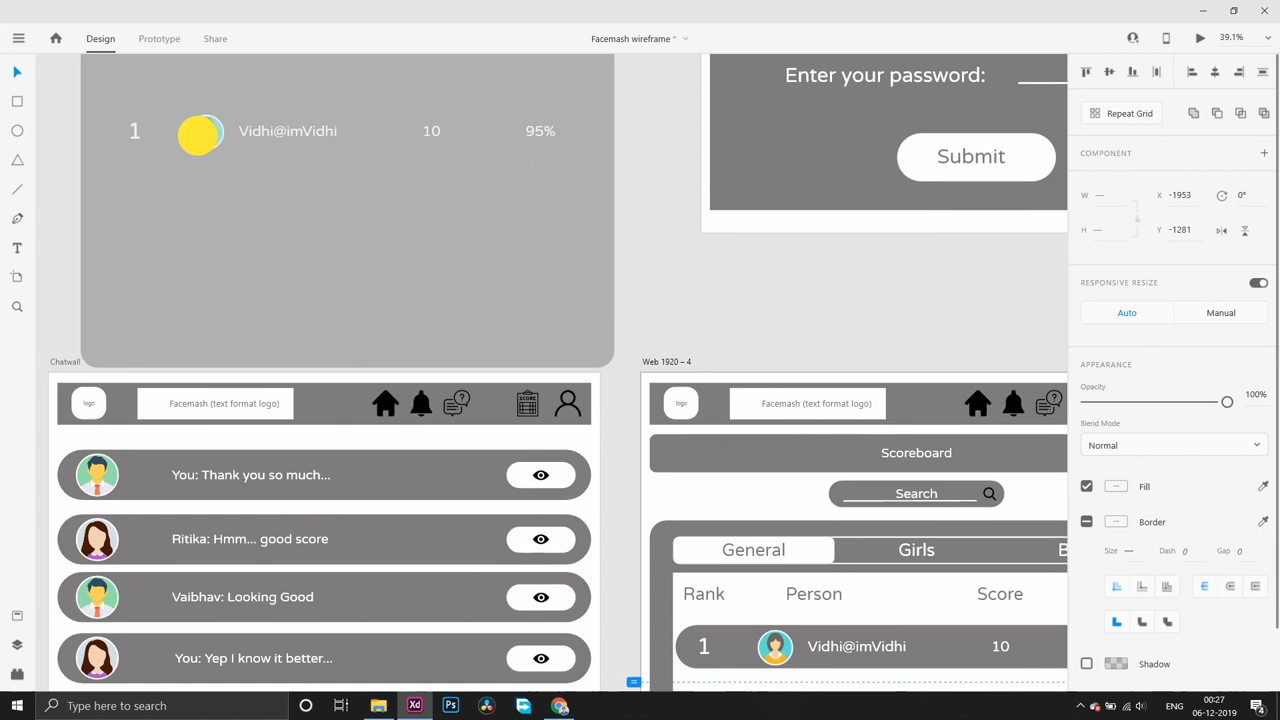 Design
Prototype
Share
Facemash wireframe *
39.1%
Enter your password:
1
Vidhi@imVidhi
10
95%
Submit
Repeat Grid
COMPONENT
W
X
-1953
0°
H
Y
-1281
RESPONSIVE RESIZE
Auto
Manual
APPEARANCE
Opacity
100%
Blend Mode
Normal
Fill
Border
Size
Dash
0
Gap
0
Shadow
Chatwall
logo
Facemash (text format logo)
SCORE
You: Thank you so much...
Ritika: Hmm... good score
Vaibhav: Looking Good
You: Yep I know it better...
Web 1920 – 4
logo
Facemash (text format logo)
Scoreboard
Search
General
Girls
B
Rank
Person
Score
1
Vidhi@imVidhi
10
Type here to search
Xd
Ps
ENG
00:27
06-12-2019
4